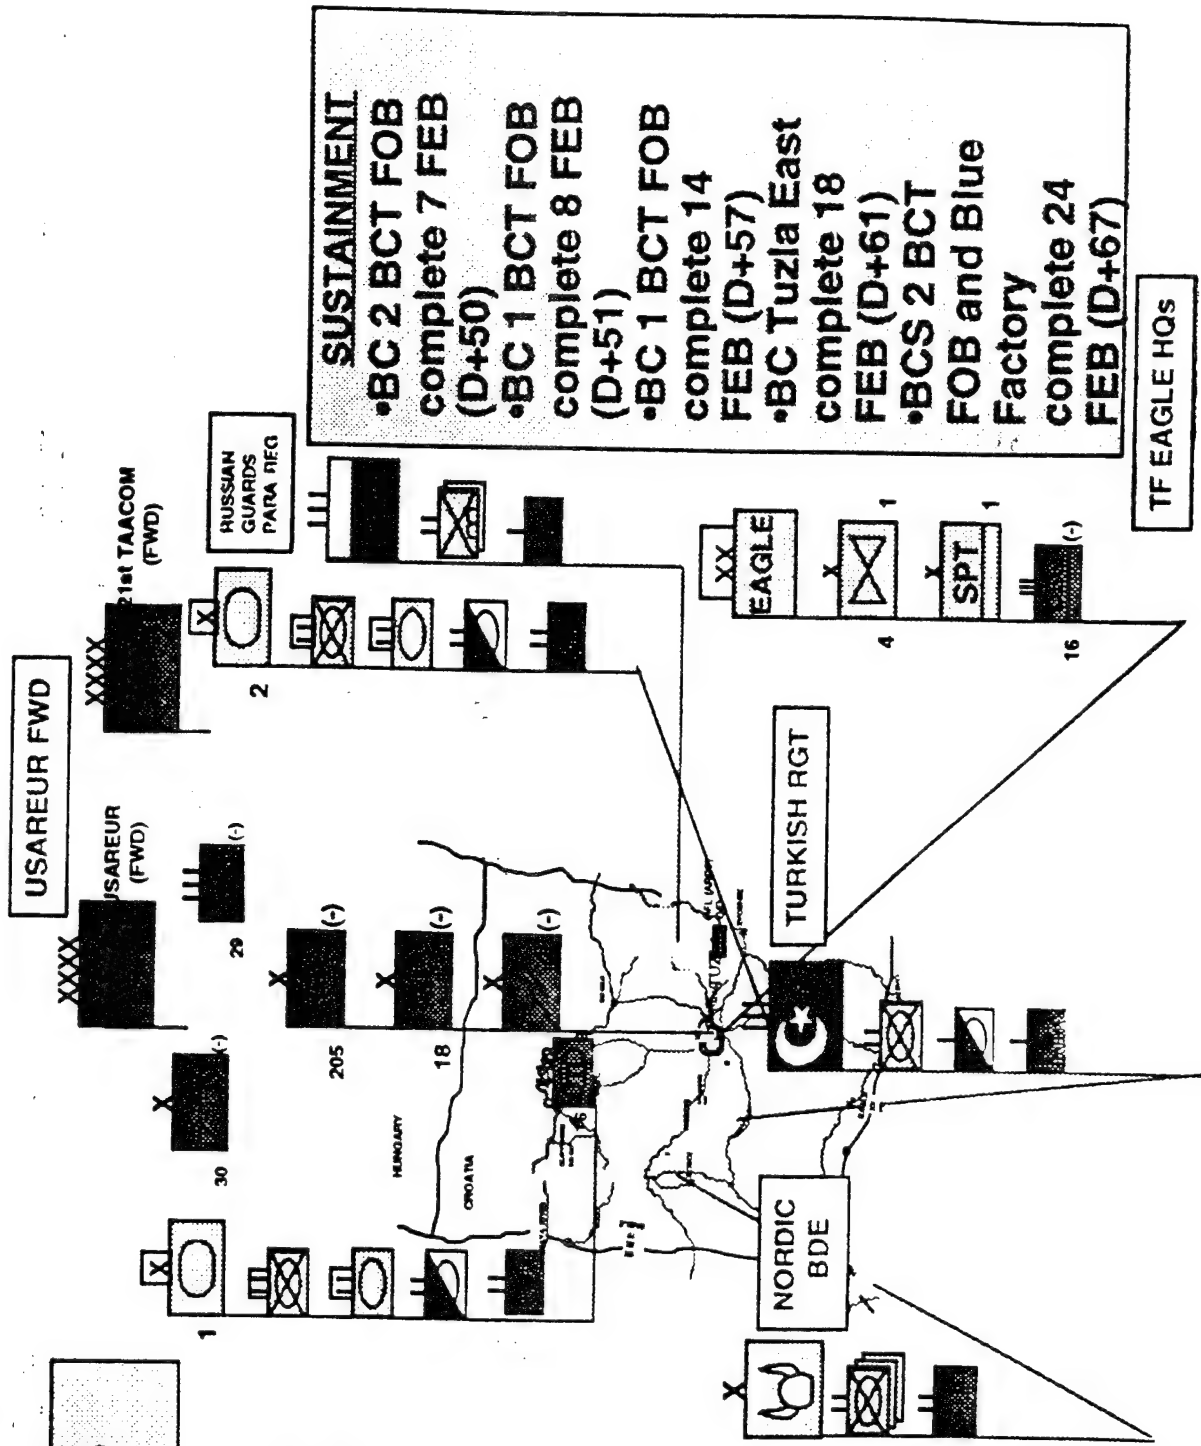 USAREUR FWD
XXXX
USAREUR
(FWD)
XXXX
21st TAACOM
(FWD)
X
30
(-)
29
(-)
X
1
X
205
(-)
X
18
(-)
X
(-)
X
2
RUSSIAN
GUARDS
PARA REG
HUNGARY
CROATIA
SUSTAINMENT
•BC 2 BCT FOB
complete 7 FEB
(D+50)
•BC 1 BCT FOB
complete 8 FEB
(D+51)
•BC 1 BCT FOB
complete 14
FEB (D+57)
•BC Tuzla East
complete 18
FEB (D+61)
•BCS 2 BCT
FOB and Blue
Factory
complete 24
FEB (D+67)
XX
EAGLE
X
4
1
X
SPT
1
16
(-)
TF EAGLE HQs
TURKISH RGT
NORDIC
BDE
X